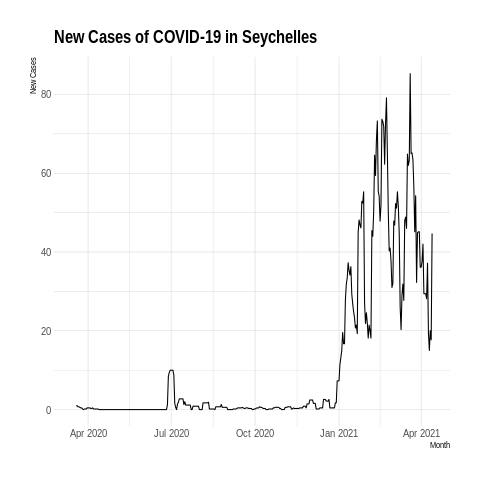 New Cases of COVID-19 in Seychelles
New Cases
80
60
40
20
0
Apr 2020
Jul 2020
Oct 2020
Jan 2021
Apr 2021
Month